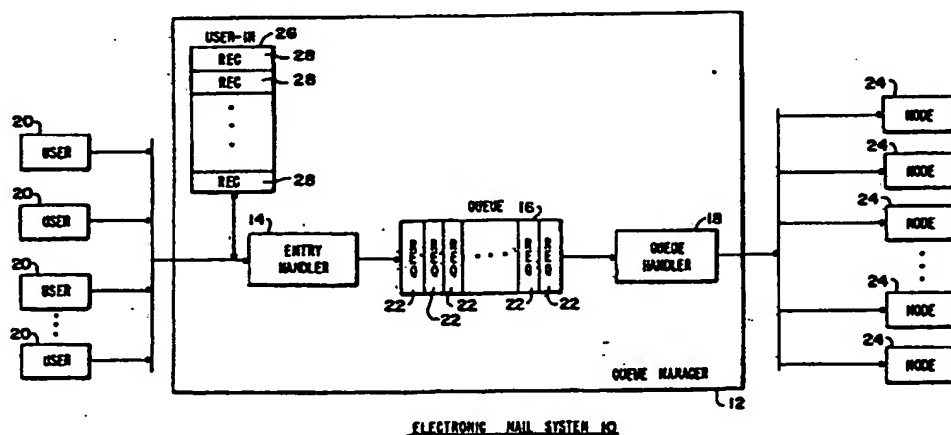 USER-IN 26
REC 28
REC 28
REC 28
20
USER
20
USER
20
USER
20
USER
14
ENTRY HANDLER
QUEUE 16
22 22 22 22 22
18
QUEUE HANDLER
24
NODE
24
NODE
24
NODE
24
NODE
24
NODE
QUEUE MANAGER
12
ELECTRONIC MAIL SYSTEM 10